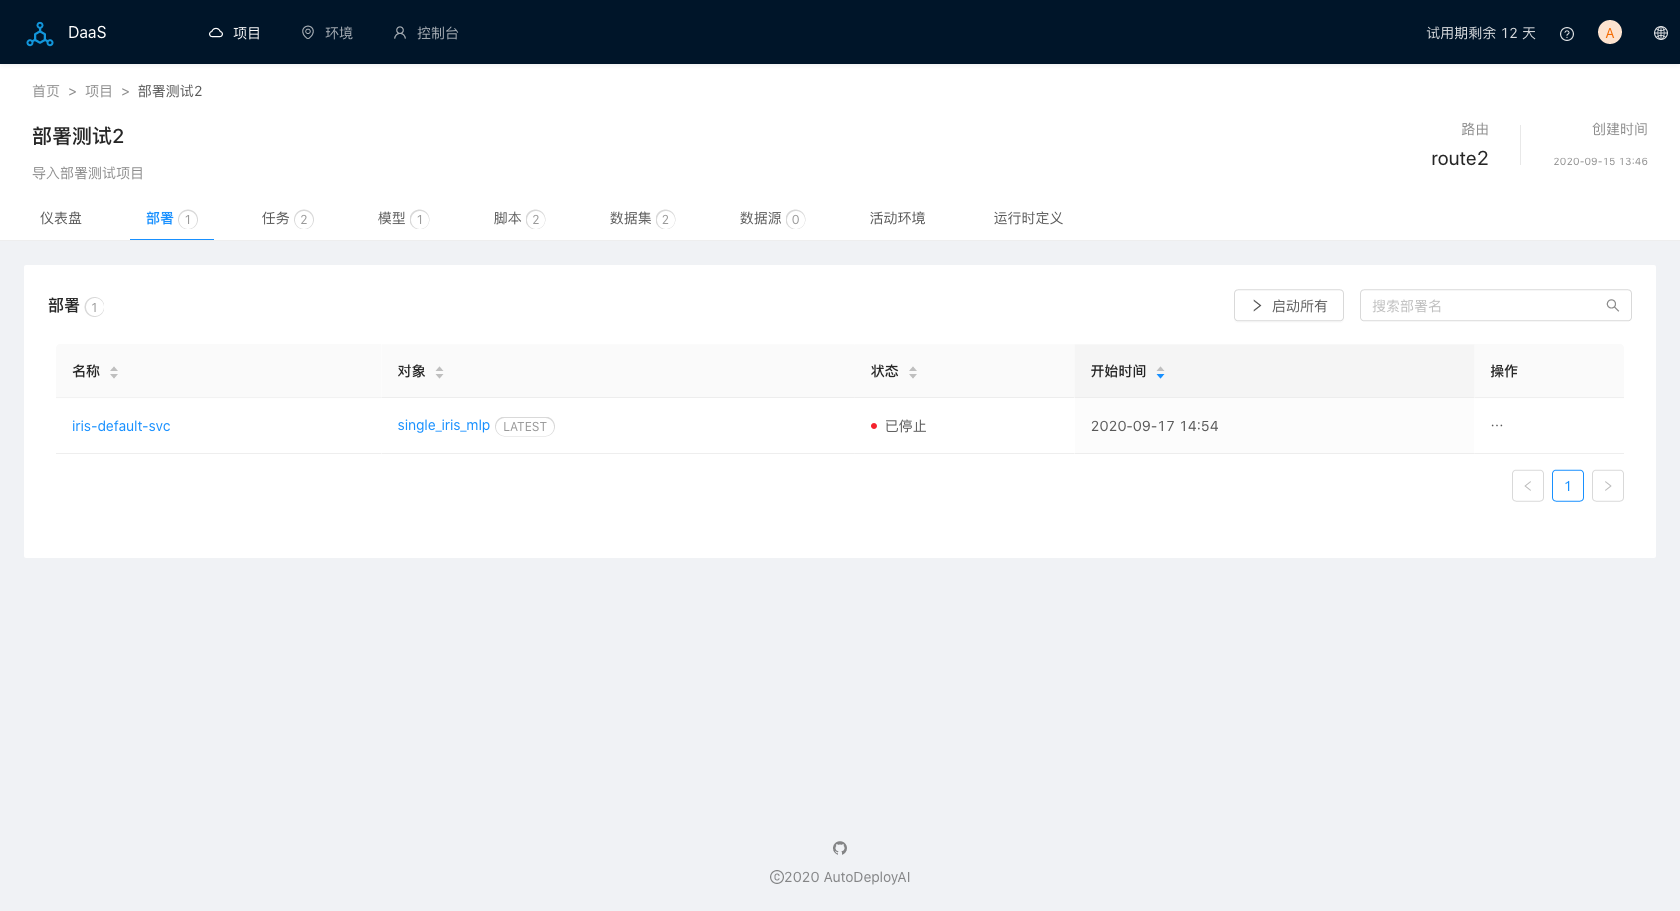 DaaS 项目 环境 控制台 试用期剩余 12 天 A
首页 > 项目 > 部署测试2
部署测试2
导入部署测试项目
路由 创建时间
route2 2020-09-15 13:46
仪表盘 部署 1 任务 2 模型 1 脚本 2 数据集 2 数据源 0 活动环境 运行时定义
部署 1 启动所有 搜索部署名
名称 对象 状态 开始时间 操作
iris-default-svc single_iris_mlp LATEST 已停止 2020-09-17 14:54 ···
< 1 >
©2020 AutoDeployAI